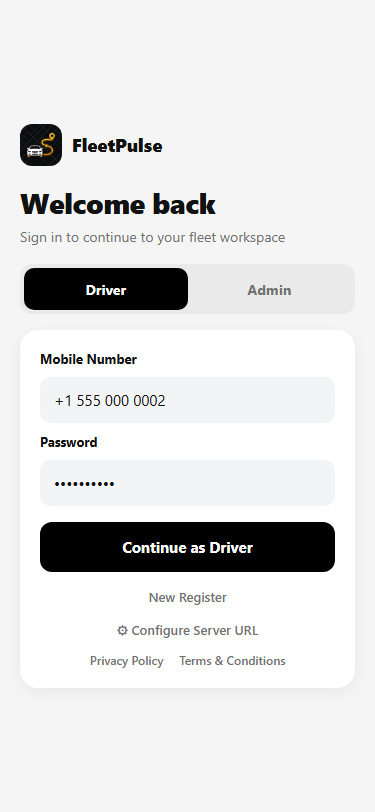 FleetPulse
Welcome back
Sign in to continue to your fleet workspace
Driver Admin
Mobile Number
+1 555 000 0002
Password
••••••••••
Continue as Driver
New Register
⚙ Configure Server URL
Privacy Policy Terms & Conditions